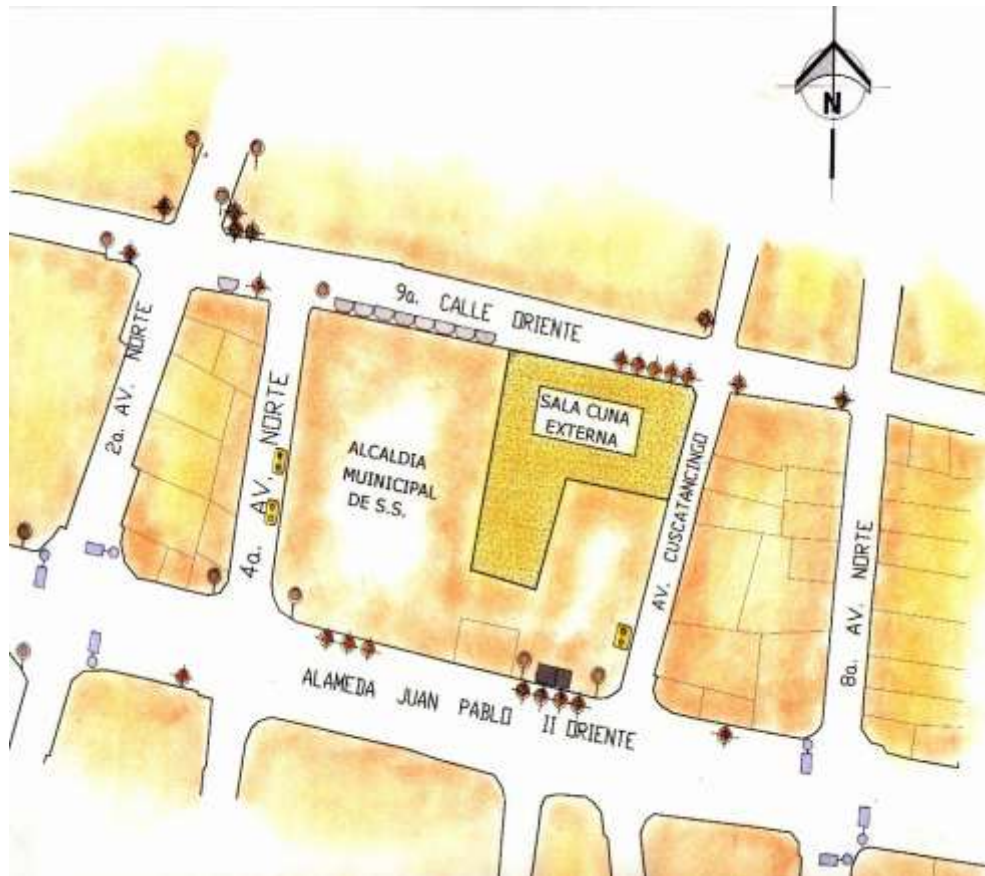 N
9a. CALLE ORIENTE
2a. AV. NORTE
4a. AV. NORTE
SALA CUNA
EXTERNA
ALCALDIA
MUINICIPAL
DE S.S.
AV. CUSCATANCINGO
8a. AV. NORTE
ALAMEDA JUAN PABLO II ORIENTE